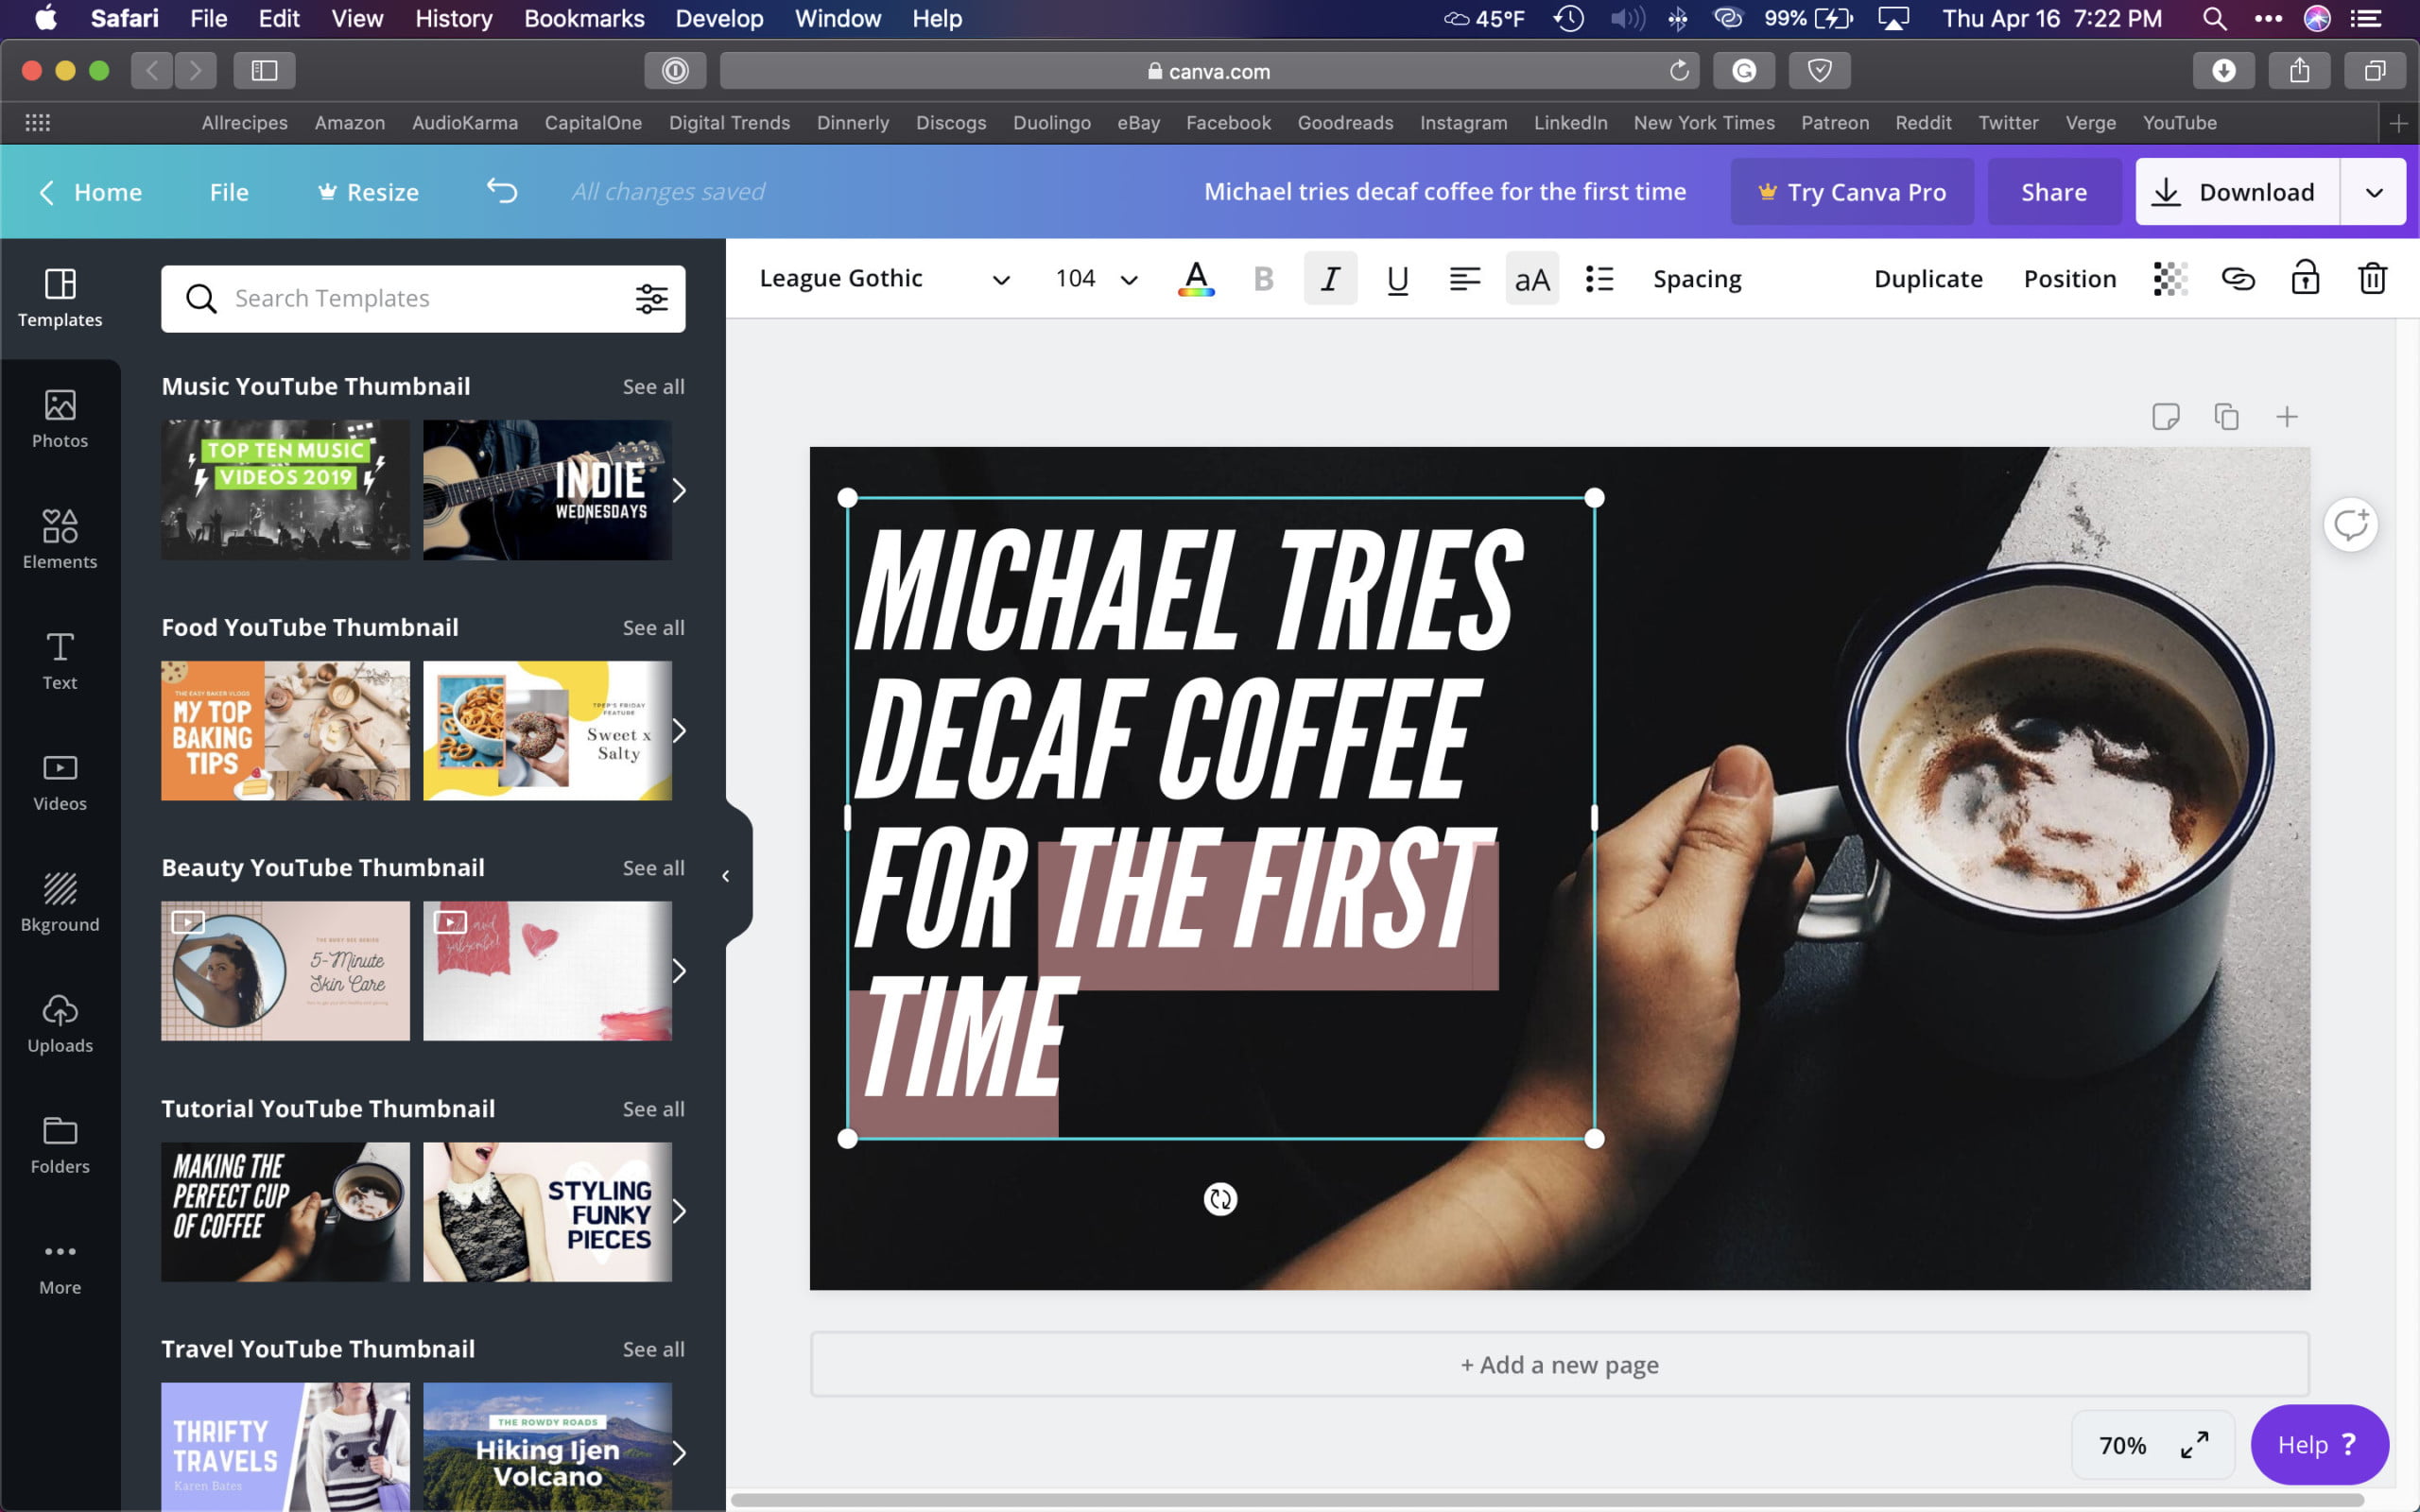 Safari File Edit View History Bookmarks Develop Window Help 45°F 99% Thu Apr 16 7:22 PM
canva.com
Allrecipes Amazon AudioKarma CapitalOne Digital Trends Dinnerly Discogs Duolingo eBay Facebook Goodreads Instagram LinkedIn New York Times Patreon Reddit Twitter Verge YouTube
Home File Resize All changes saved Michael tries decaf coffee for the first time Try Canva Pro Share Download
League Gothic 104 A B I U aA Spacing Duplicate Position
Templates
Photos
Elements
Text
Videos
Bkground
Uploads
Folders
More
Search Templates
Music YouTube Thumbnail See all
TOP TEN MUSIC
VIDEOS 2019
INDIE
WEDNESDAYS
Food YouTube Thumbnail See all
THE EASY BAKER VLOGS
MY TOP
BAKING
TIPS
FRIDAY
FEATURE
Sweet x
Salty
Beauty YouTube Thumbnail See all
5-Minute
Skin Care
and
subscribe!
Tutorial YouTube Thumbnail See all
MAKING THE
PERFECT CUP
OF COFFEE
STYLING
FUNKY
PIECES
Travel YouTube Thumbnail See all
THRIFTY
TRAVELS
Karen Bates
THE ROWDY ROADS
Hiking Ijen
Volcano
MICHAEL TRIES
DECAF COFFEE
FOR THE FIRST
TIME
+ Add a new page
70%
Help ?